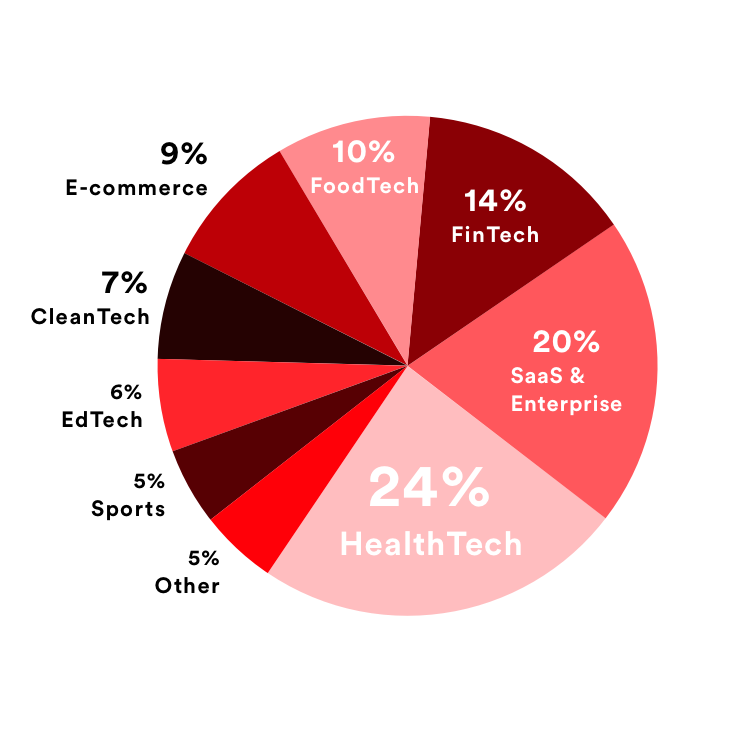 10%
FoodTech
14%
FinTech
20%
SaaS &
Enterprise
24%
HealthTech
5%
Other
5%
Sports
6%
EdTech
7%
CleanTech
9%
E-commerce